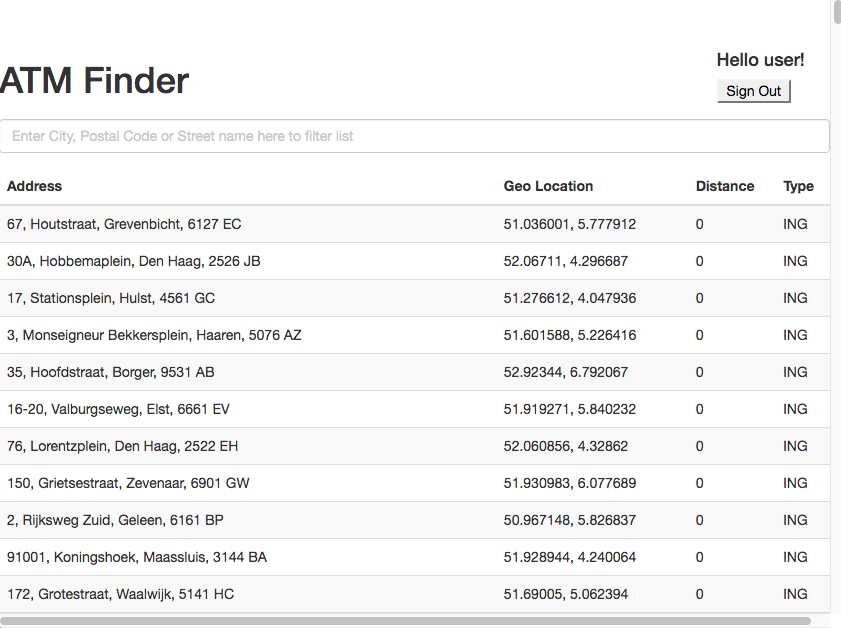 Hello user!
ATM Finder
Sign Out
Enter City, Postal Code or Street name here to filter list
Address Geo Location Distance Type
67, Houtstraat, Grevenbicht, 6127 EC 51.036001, 5.777912 0 ING
30A, Hobbemaplein, Den Haag, 2526 JB 52.06711, 4.296687 0 ING
17, Stationsplein, Hulst, 4561 GC 51.276612, 4.047936 0 ING
3, Monseigneur Bekkersplein, Haaren, 5076 AZ 51.601588, 5.226416 0 ING
35, Hoofdstraat, Borger, 9531 AB 52.92344, 6.792067 0 ING
16-20, Valburgseweg, Elst, 6661 EV 51.919271, 5.840232 0 ING
76, Lorentzplein, Den Haag, 2522 EH 52.060856, 4.32862 0 ING
150, Grietsestraat, Zevenaar, 6901 GW 51.930983, 6.077689 0 ING
2, Rijksweg Zuid, Geleen, 6161 BP 50.967148, 5.826837 0 ING
91001, Koningshoek, Maassluis, 3144 BA 51.928944, 4.240064 0 ING
172, Grotestraat, Waalwijk, 5141 HC 51.69005, 5.062394 0 ING